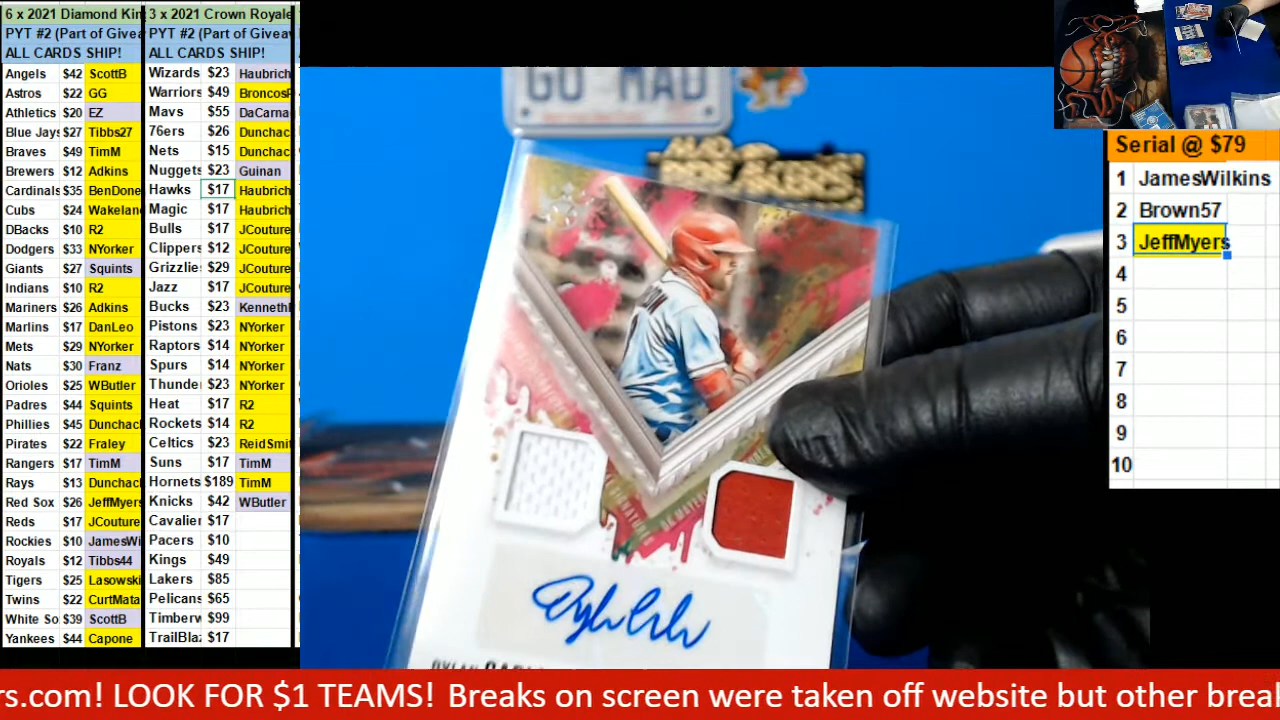 6 x 2021 Diamond Kin
PYT #2 (Part of Givea
ALL CARDS SHIP!
Angels $42 ScottB
Astros $22 GG
Athletics $20 EZ
Blue Jays $27 Tibbs27
Braves $49 TimM
Brewers $12 Adkins
Cardinals $35 BenDone
Cubs $24 Wakelan
DBacks $10 R2
Dodgers $33 NYorker
Giants $27 Squints
Indians $10 R2
Mariners $26 Adkins
Marlins $17 DanLeo
Mets $29 NYorker
Nats $30 Franz
Orioles $25 WButler
Padres $44 Squints
Phillies $45 Dunchac
Pirates $22 Fraley
Rangers $17 TimM
Rays $13 Dunchac
Red Sox $26 JeffMyers
Reds $17 JCouture
Rockies $10 JamesWi
Royals $12 Tibbs44
Tigers $25 Lasowski
Twins $22 CurtMata
White So $39 ScottB
Yankees $44 Capone
3 x 2021 Crown Royale
PYT #2 (Part of Giveav
ALL CARDS SHIP!
Wizards $23 Haubrich
Warriors $49 BroncosF
Mavs $55 DaCarna
76ers $26 Dunchac
Nets $15 Dunchac
Nuggets $23 Guinan
Hawks $17 Haubrich
Magic $17 Haubrich
Bulls $17 JCouture
Clippers $12 JCouture
Grizzlie $29 JCouture
Jazz $17 JCouture
Bucks $23 KennethI
Pistons $23 NYorker
Raptors $14 NYorker
Spurs $14 NYorker
Thunde $23 NYorker
Heat $17 R2
Rockets $14 R2
Celtics $23 ReidSmit
Suns $17 TimM
Hornets $189 TimM
Knicks $42 WButler
Cavalie $17
Pacers $10
Kings $49
Lakers $85
Pelicans $65
Timberw $99
TrailBla $17
GO MAD
MAD
BREAKERS
DYLAN
Serial @ $79
1 JamesWilkins
2 Brown57
3 JeffMyers
4
5
6
7
8
9
10
rs.com! LOOK FOR $1 TEAMS! Breaks on screen were taken off website but other brea